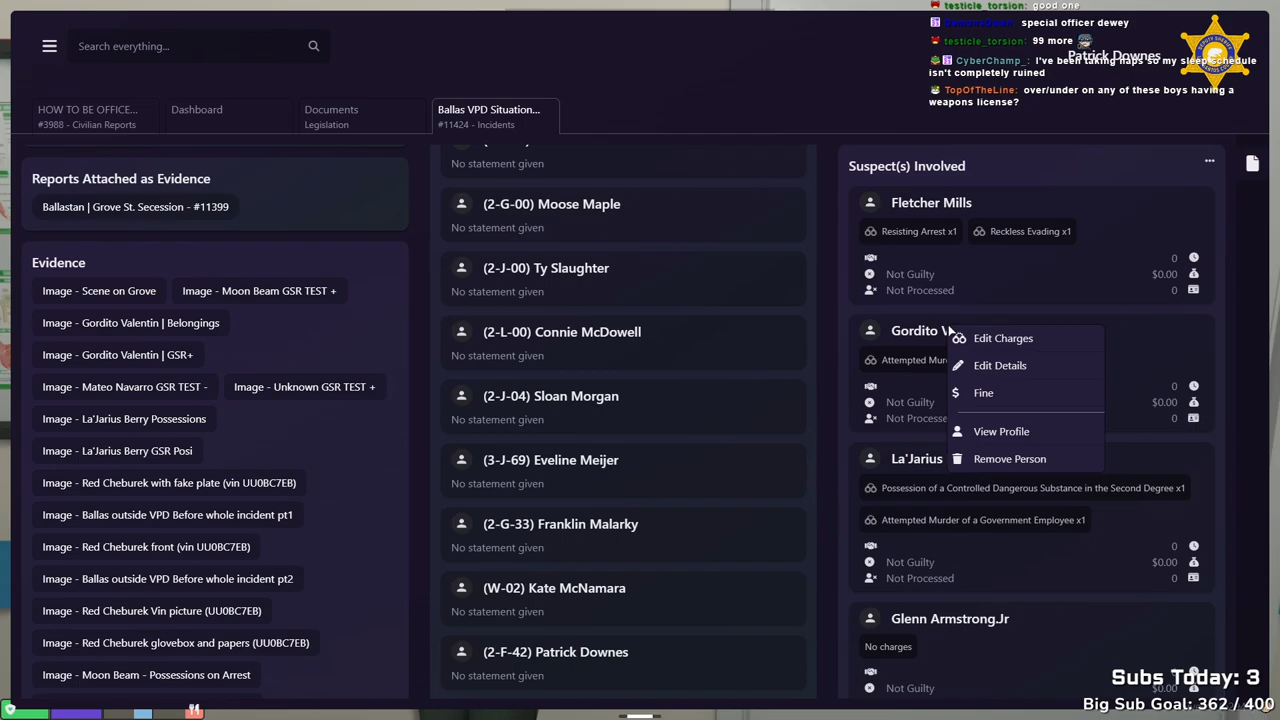 testicle_torsion: good one
special officer dewey
testicle_torsion: 99 more
Patrick Downes
CyberChamp_: I've been taking naps so my sleep schedule
isn't completely ruined
TopOfTheLine: over/under on any of these boys having a
weapons license?
Search everything...
HOW TO BE OFFICE...
#3988 - Civilian Reports
Dashboard
Documents
Legislation
Ballas VPD Situation...
#11424 - Incidents
Reports Attached as Evidence
Ballastan | Grove St. Secession - #11399
Evidence
Image - Scene on Grove
Image - Moon Beam GSR TEST +
Image - Gordito Valentin | Belongings
Image - Gordito Valentin | GSR+
Image - Mateo Navarro GSR TEST -
Image - Unknown GSR TEST +
Image - La'Jarius Berry Possessions
Image - La'Jarius Berry GSR Posi
Image - Red Cheburek with fake plate (vin UU0BC7EB)
Image - Ballas outside VPD Before whole incident pt1
Image - Red Cheburek front (vin UU0BC7EB)
Image - Ballas outside VPD Before whole incident pt2
Image - Red Cheburek Vin picture (UU0BC7EB)
Image - Red Cheburek glovebox and papers (UU0BC7EB)
Image - Moon Beam - Possessions on Arrest
No statement given
(2-G-00) Moose Maple
No statement given
(2-J-00) Ty Slaughter
No statement given
(2-L-00) Connie McDowell
No statement given
(2-J-04) Sloan Morgan
No statement given
(3-J-69) Eveline Meijer
No statement given
(2-G-33) Franklin Malarky
No statement given
(W-02) Kate McNamara
No statement given
(2-F-42) Patrick Downes
No statement given
Suspect(s) Involved
Fletcher Mills
Resisting Arrest x1
Reckless Evading x1
0
Not Guilty
$0.00
Not Processed
0
Gordito V
Attempted Mur
0
Not Guilty
$0.00
Not Processe
0
Edit Charges
Edit Details
Fine
View Profile
Remove Person
La'Jarius
Possession of a Controlled Dangerous Substance in the Second Degree x1
Attempted Murder of a Government Employee x1
0
Not Guilty
$0.00
Not Processed
0
Glenn Armstrong.Jr
No charges
Not Guilty
Subs Today: 3
Big Sub Goal: 362 / 400